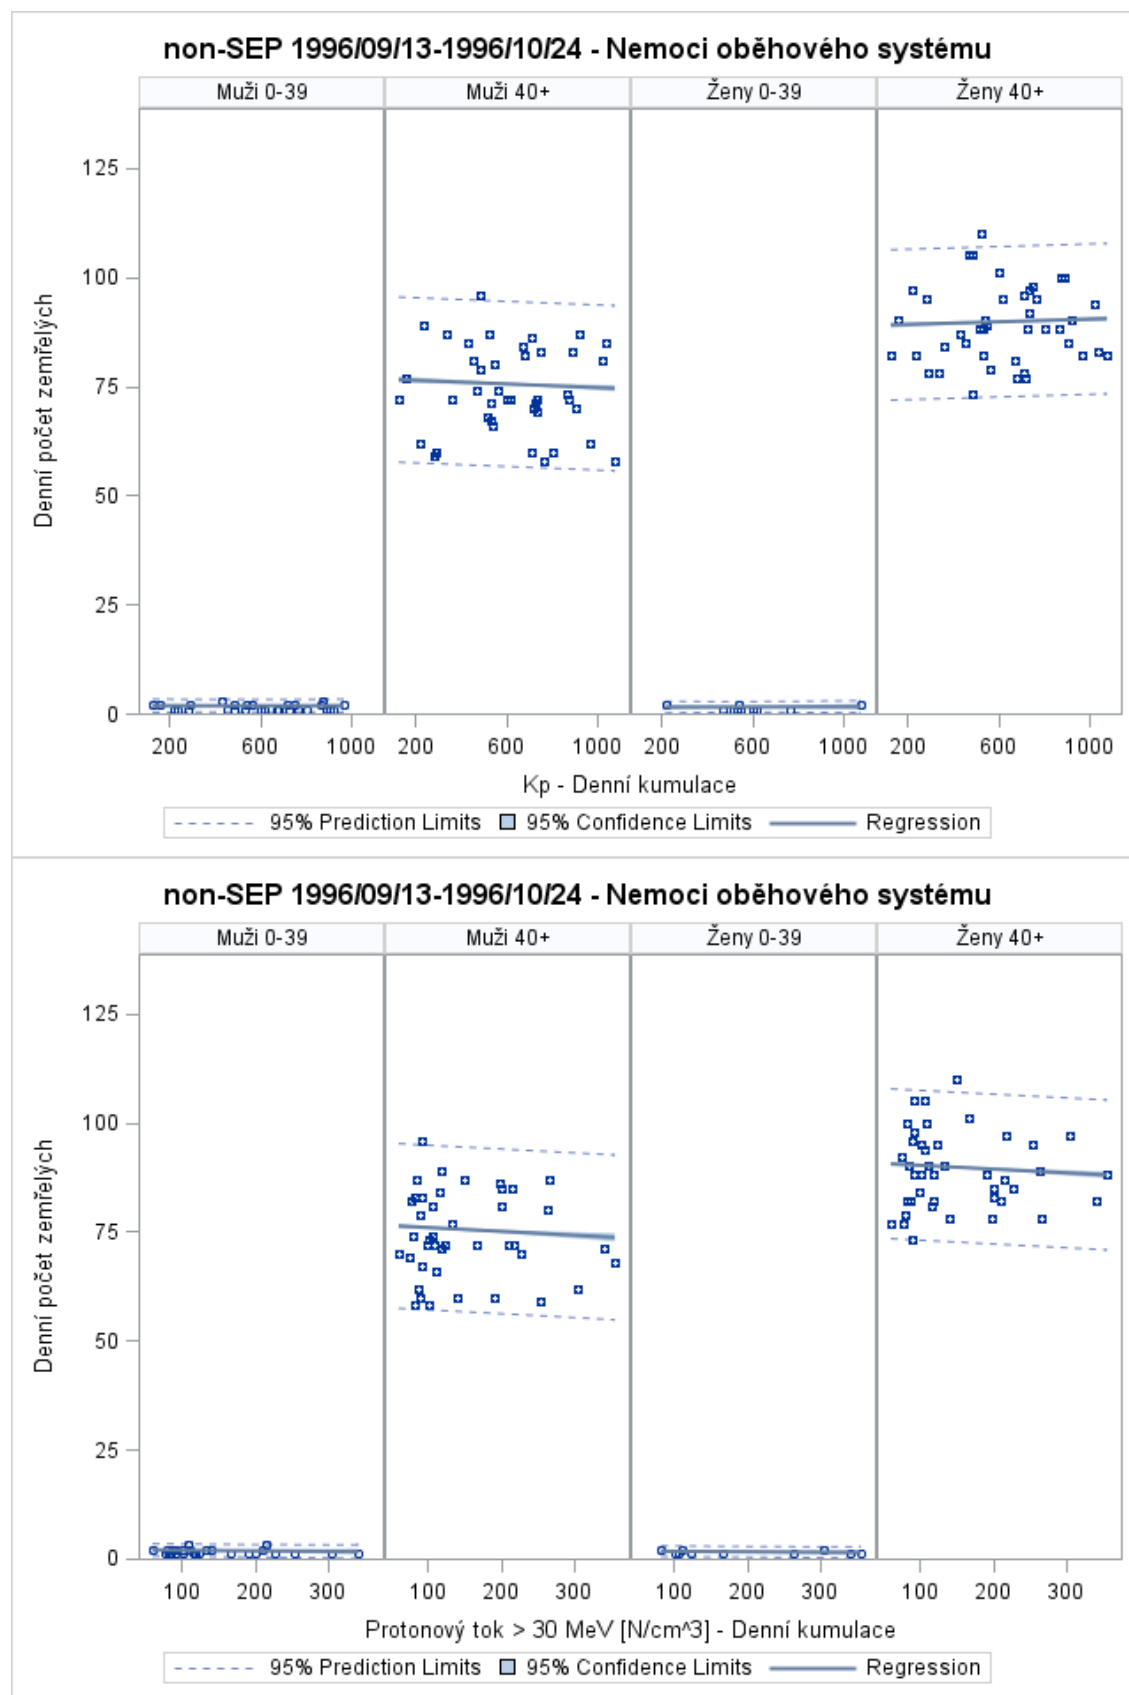 non-SEP 1996/09/13-1996/10/24 - Nemoci oběhového systému
Muži 0-39 Muži 40+ Ženy 0-39 Ženy 40+
125
100
75
50
25
0
Denní počet zemřelých
200 600 1000 200 600 1000 200 600 1000 200 600 1000
Kp - Denní kumulace
95% Prediction Limits 95% Confidence Limits Regression
non-SEP 1996/09/13-1996/10/24 - Nemoci oběhového systému
Muži 0-39 Muži 40+ Ženy 0-39 Ženy 40+
125
100
75
50
25
0
Denní počet zemřelých
100 200 300 100 200 300 100 200 300 100 200 300
Protonový tok > 30 MeV [N/cm^3] - Denní kumulace
95% Prediction Limits 95% Confidence Limits Regression